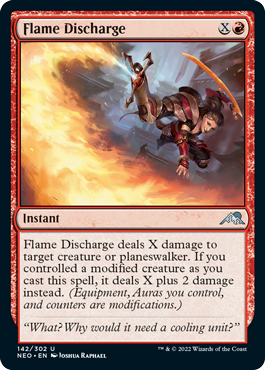 Flame Discharge X
Instant
Flame Discharge deals X damage to
target creature or planeswalker. If you
controlled a modified creature as you
cast this spell, it deals X plus 2 damage
instead. (Equipment, Auras you control,
and counters are modifications.)
“What? Why would it need a cooling unit?”
142/302 U
NEO • EN Joshua Raphael
™ & © 2022 Wizards of the Coast